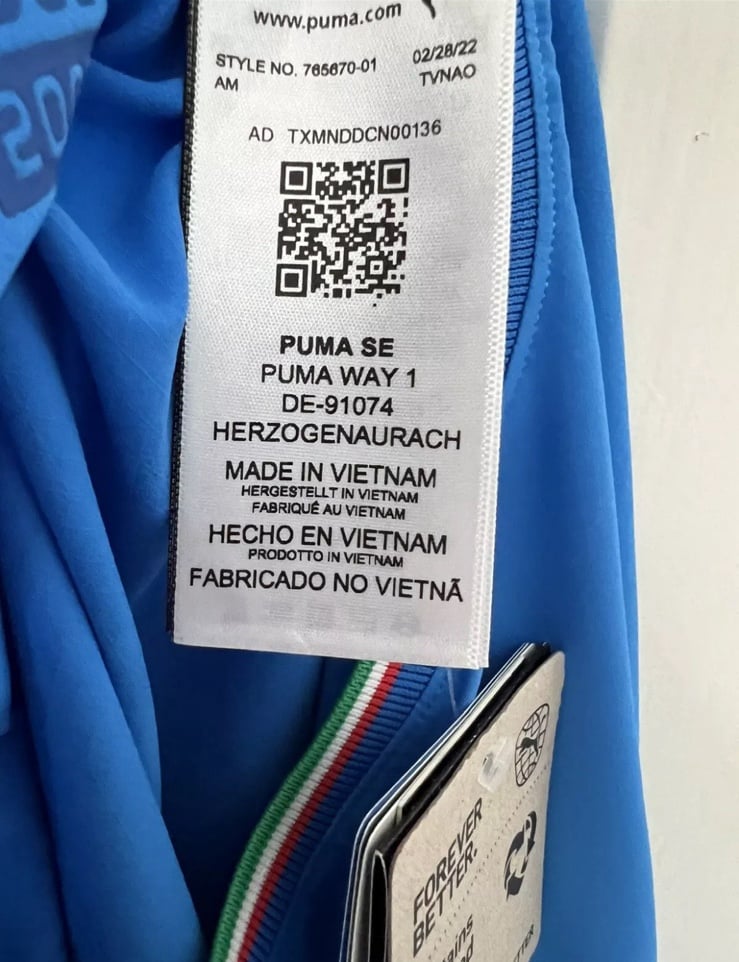 www.puma.com
STYLE NO. 765670-01 02/28/22
AM TVNAO
AD TXMNDDCN00136
PUMA SE
PUMA WAY 1
DE-91074
HERZOGENAURACH
MADE IN VIETNAM
HERGESTELLT IN VIETNAM
FABRIQUÉ AU VIETNAM
HECHO EN VIETNAM
PRODOTTO IN VIETNAM
FABRICADO NO VIETNÃ
FOREVER
BETTER.